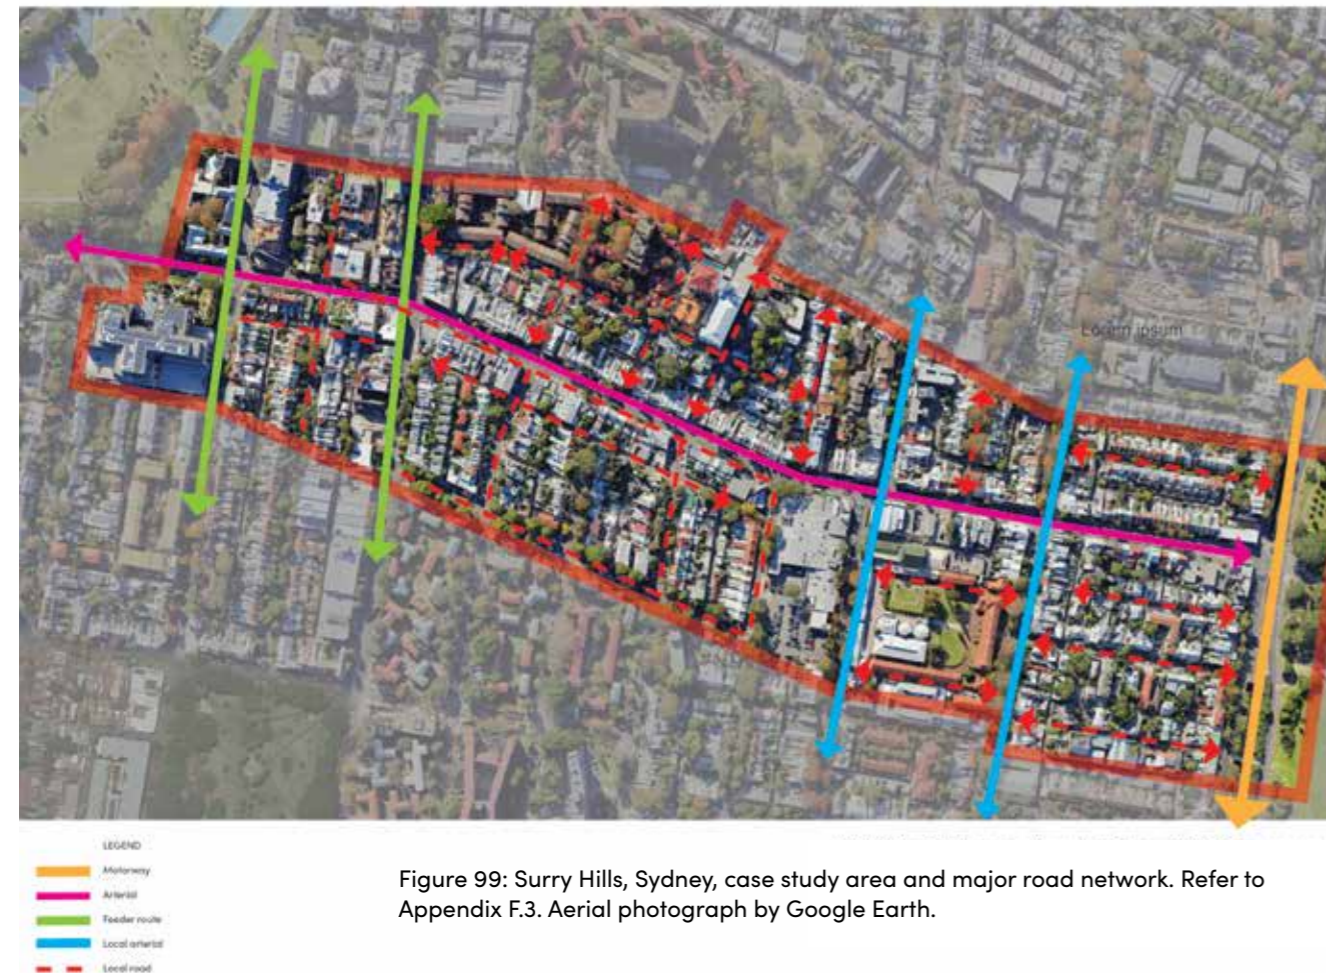 Lorem ipsum
LEGEND
Motorway
Arterial
Feeder route
Local arterial
Local road
Figure 99: Surry Hills, Sydney, case study area and major road network. Refer to
Appendix F.3. Aerial photograph by Google Earth.